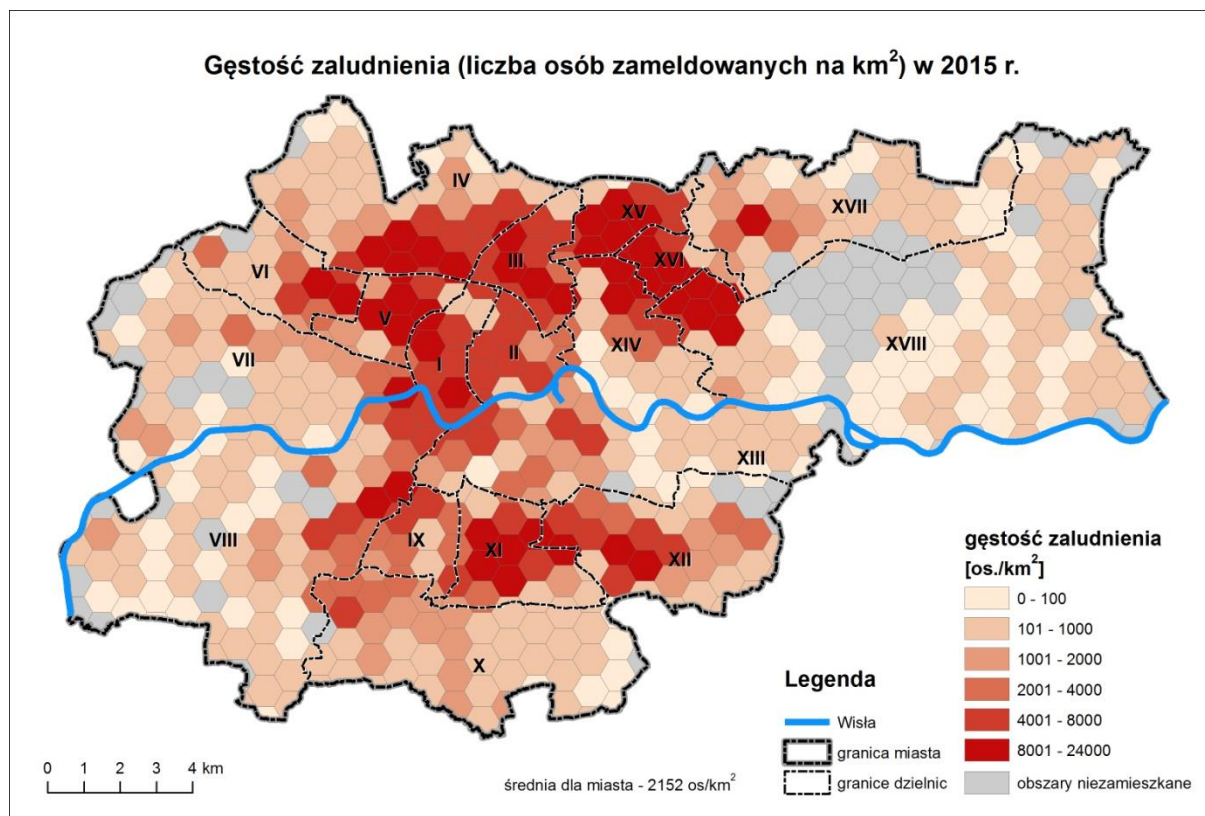 Gęstość zaludnienia (liczba osób zameldowanych na km²) w 2015 r.
IV
XV
XVII
III
XVI
VI
V
XIV
XVIII
VII
I
II
XIII
VIII
IX
XI
XII
X
gęstość zaludnienia
[os./km²]
0 - 100
101 - 1000
1001 - 2000
2001 - 4000
4001 - 8000
8001 - 24000
obszary niezamieszkane
Legenda
Wisła
granica miasta
granice dzielnic
0 1 2 3 4 km
średnia dla miasta - 2152 os/km²